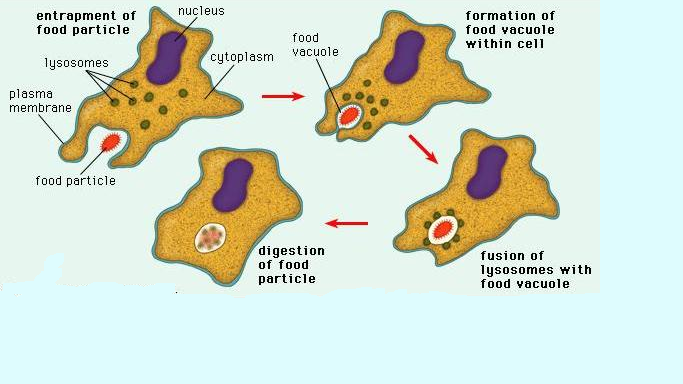 entrapment of
food particle
nucleus
lysosomes
cytoplasm
plasma
membrane
food particle
formation of
food vacuole
within cell
food
vacuole
fusion of
lysosomes with
food vacuole
digestion
of food
particle